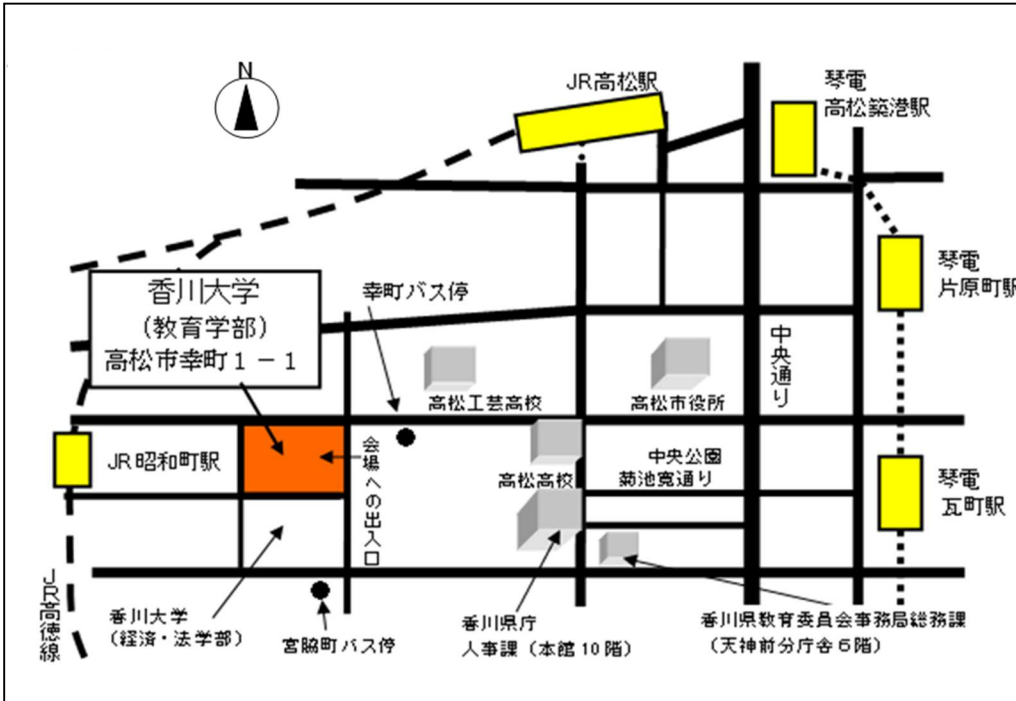 N
JR高松駅
琴電
高松築港駅
琴電
片原町駅
香川大学
（教育学部）
高松市幸町１－１
幸町バス停
中央通り
高松工芸高校
高松市役所
JR昭和町駅
会場への出入口
高松高校
中央公園
菊池寛通り
琴電
瓦町駅
JR高徳線
香川大学
（経済・法学部）
宮脇町バス停
香川県庁
人事課（本館10階）
香川県教育委員会事務局総務課
（天神前分庁舎６階）